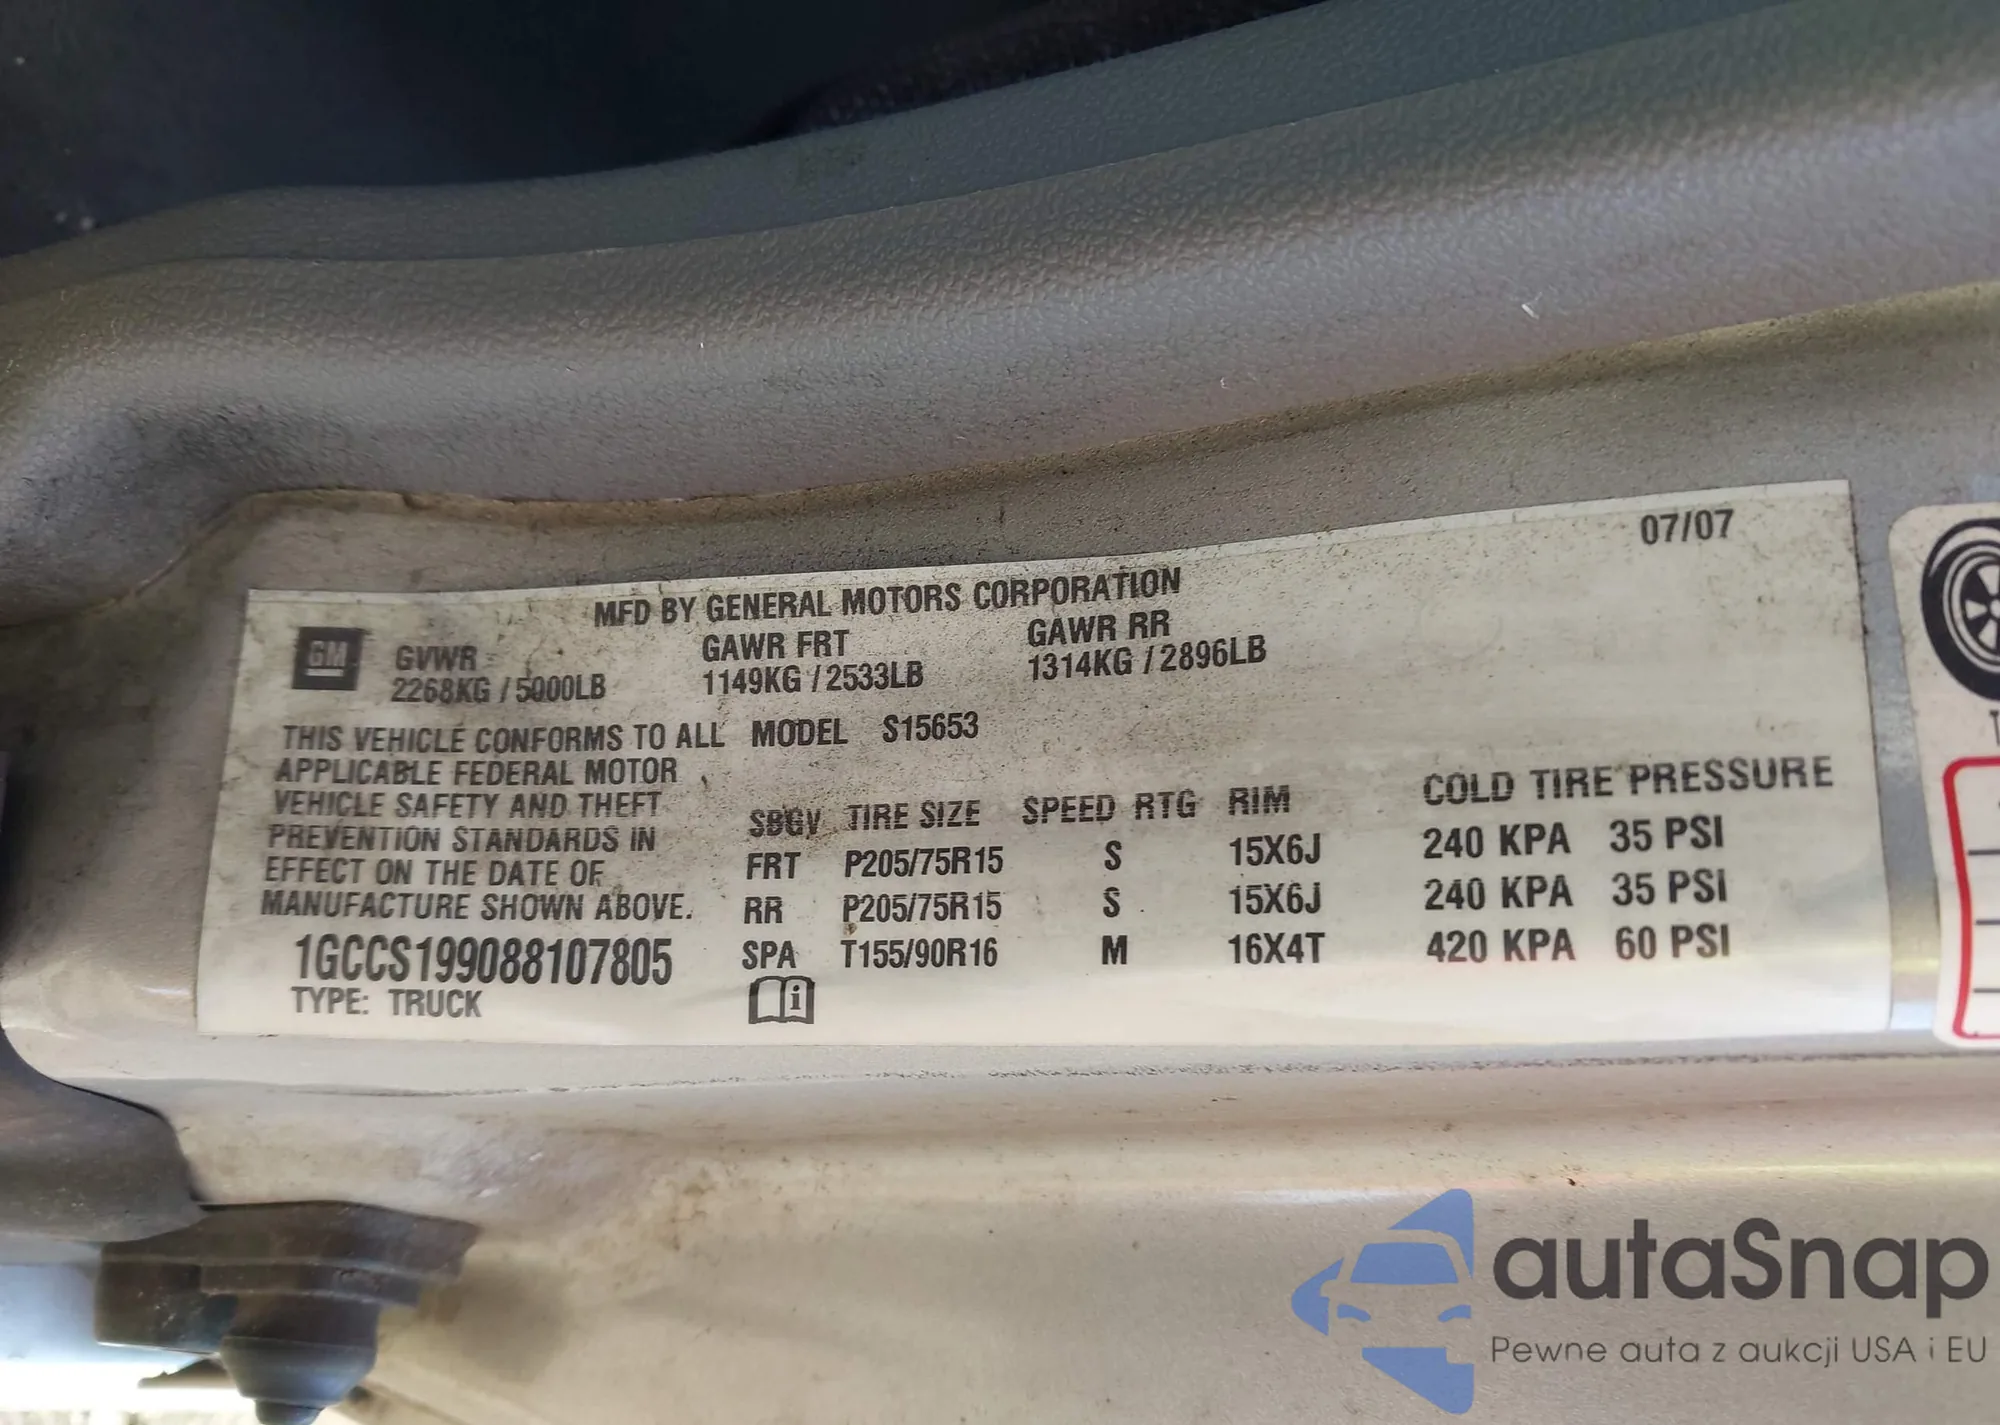 07/07
MFD BY GENERAL MOTORS CORPORATION
GM
GVWR GAWR FRT GAWR RR
2268KG / 5000LB 1149KG / 2533LB 1314KG / 2896LB
THIS VEHICLE CONFORMS TO ALL MODEL S15653
APPLICABLE FEDERAL MOTOR
VEHICLE SAFETY AND THEFT
PREVENTION STANDARDS IN
EFFECT ON THE DATE OF
MANUFACTURE SHOWN ABOVE.
1GCCS199088107805
TYPE: TRUCK
SBGV TIRE SIZE SPEED RTG RIM COLD TIRE PRESSURE
FRT P205/75R15 S 15X6J 240 KPA 35 PSI
RR P205/75R15 S 15X6J 240 KPA 35 PSI
SPA T155/90R16 M 16X4T 420 KPA 60 PSI
i
autaSnap
Pewne auta z aukcji USA i EU